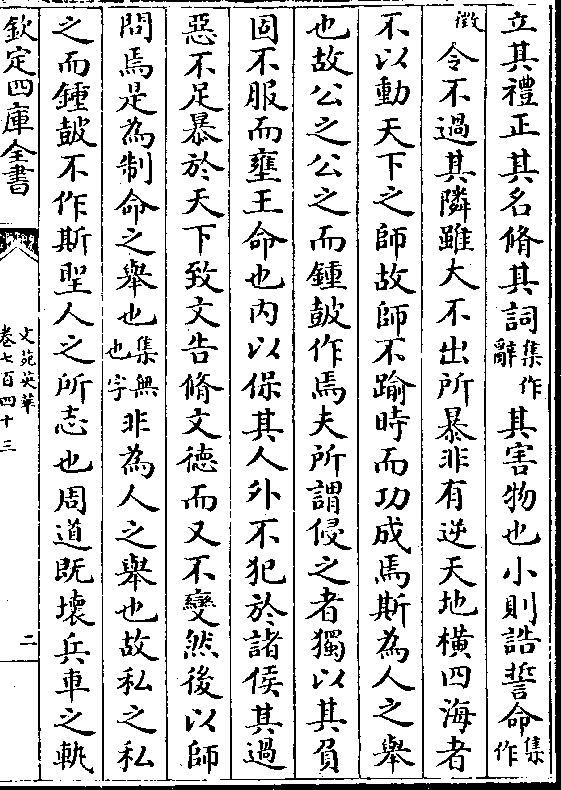 立其禮正其名脩其詞集作辭其害物也小則誥誓命集作
徵令不過其隣雖大不出所暴非有逆天地橫四海者
不以動天下之師故師不踰時而功成焉斯為人之舉
也故公之公之而鍾皷作焉夫所謂侵之者獨以其負
固不服而壅王命也内以保其人外不犯於諸侯其過
惡不足暴於天下致文告脩文德而又不變然後以師
問焉是為制命之舉也集無也字非為人之舉也故私之私
之而鍾皷不作斯聖人之所志也周道既壞兵車之軌
欽定四庫全書
文苑英華
卷七百四十三
二